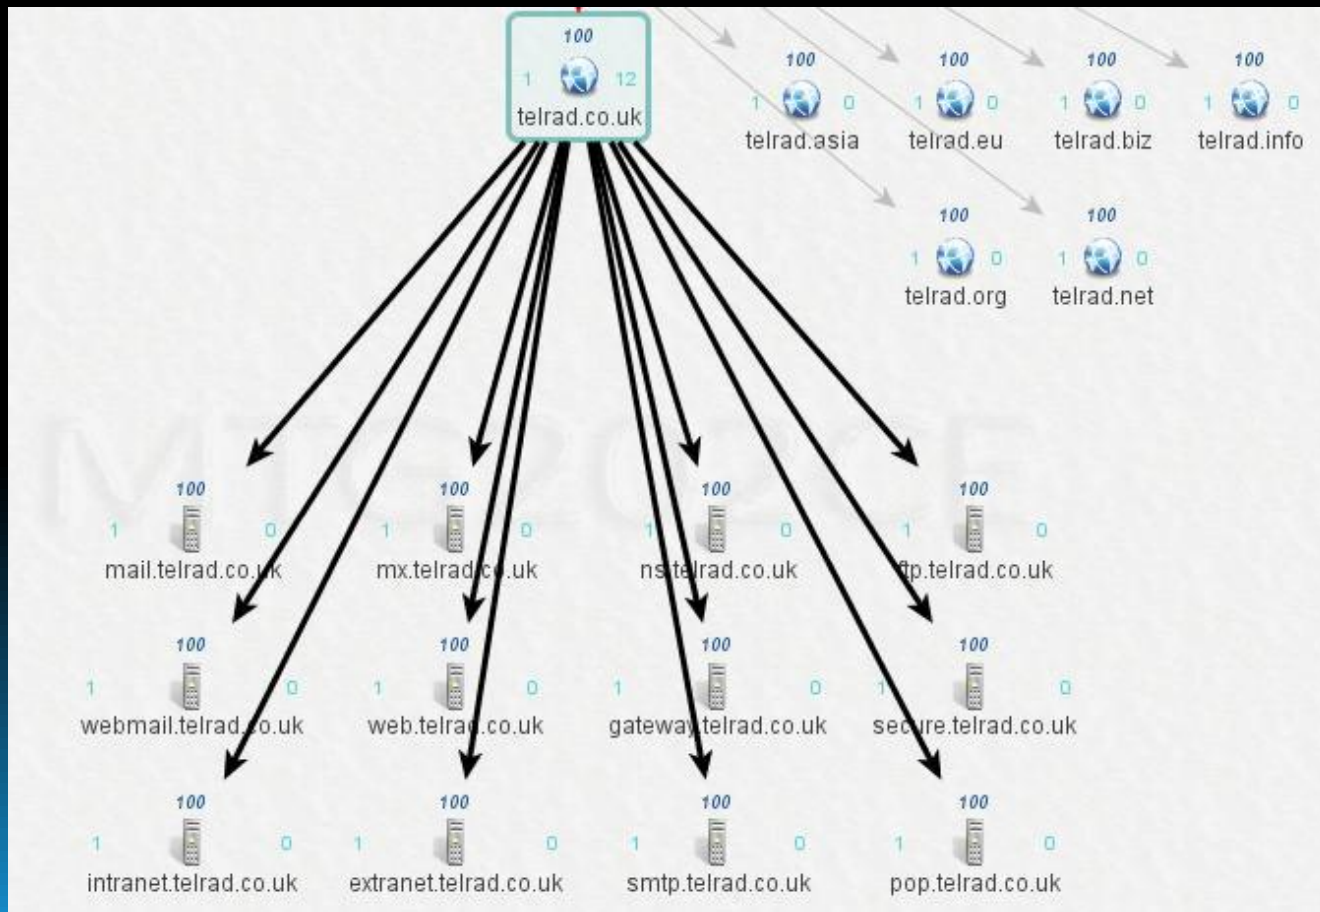 100
1 12
telrad.co.uk
100 100 100 100
1 0 1 0 1 0 1 0
telrad.asia telrad.eu telrad.biz telrad.info
100 100
1 0 1 0
telrad.org telrad.net
100 100 100 100
1 0 1 0 1 0 1 0
mail.telrad.co.uk mx.telrad.co.uk ns.telrad.co.uk ftp.telrad.co.uk
100 100 100 100
1 0 1 0 1 0 1 0
webmail.telrad.co.uk web.telrad.co.uk gateway.telrad.co.uk secure.telrad.co.uk
100 100 100 100
1 0 1 0 1 0 1 0
intranet.telrad.co.uk extranet.telrad.co.uk smtp.telrad.co.uk pop.telrad.co.uk